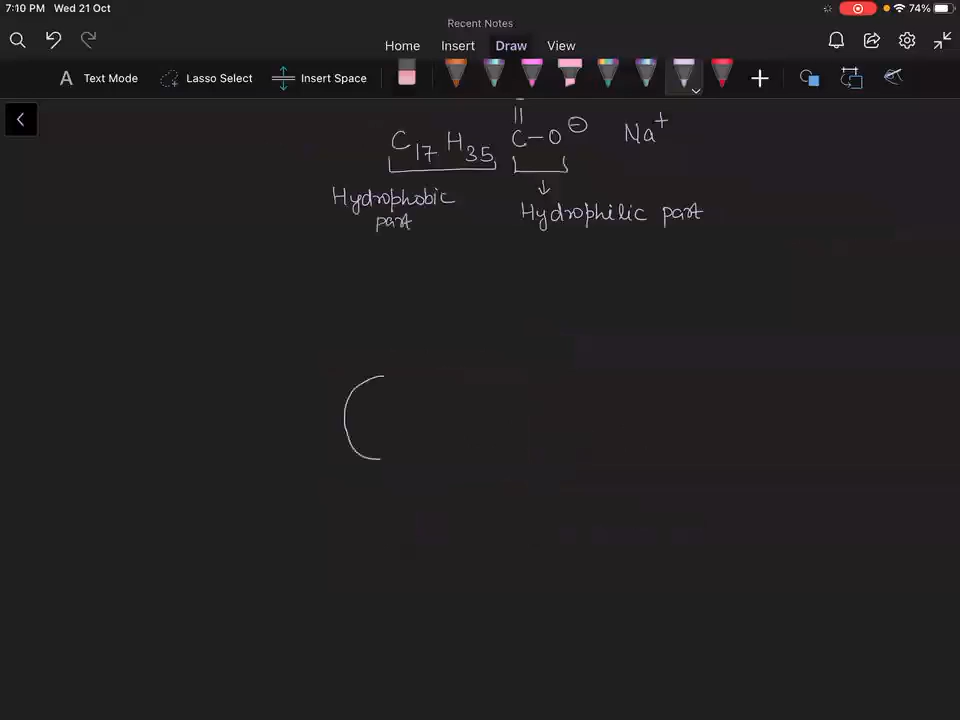 7:10 PM Wed 21 Oct
74%
Recent Notes
Home Insert Draw View
A Text Mode Lasso Select Insert Space
C17H35 C–O⊖ Na+
Hydrophobic part
Hydrophilic part